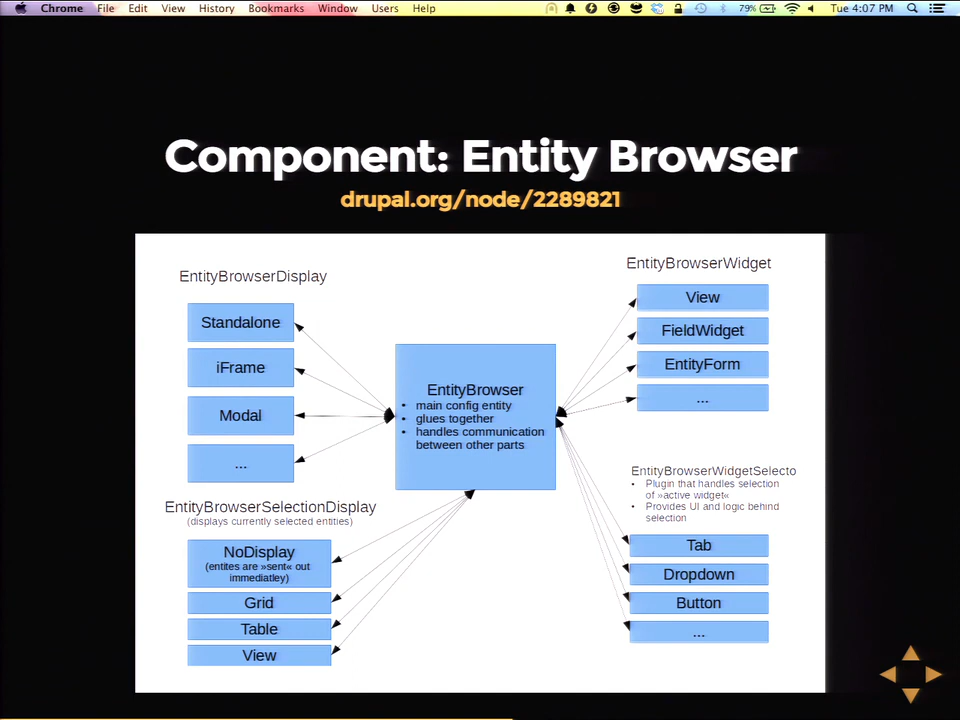 Chrome File Edit View History Bookmarks Window Users Help 79% Tue 4:07 PM
Component: Entity Browser
drupal.org/node/2289821
EntityBrowserDisplay
Standalone
iFrame
Modal
...
EntityBrowserSelectionDisplay
(displays currently selected entities)
NoDisplay
(entites are »sent« out
immediatley)
Grid
Table
View
EntityBrowser
• main config entity
• glues together
• handles communication
between other parts
EntityBrowserWidget
View
FieldWidget
EntityForm
...
EntityBrowserWidgetSelecto
• Plugin that handles selection
of »active widget«
• Provides UI and logic behind
selection
Tab
Dropdown
Button
...